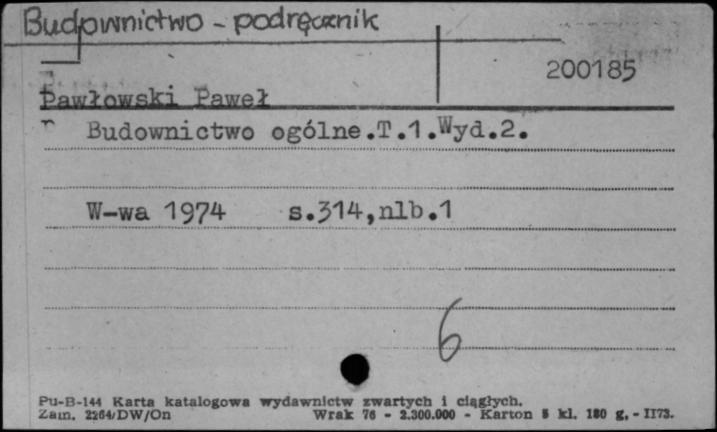 Budownictwo - podręcznik
200185
Pawłowski Paweł
Budownictwo ogólne.T.1.Wyd.2.
W-wa 1974 s.314,nlb.1
6
Pu-B-144 Karta katalogowa wydawnictw zwartych i ciągłych.
Zam. 2264/DW/On Wrak 76 - 2.300.000 - Karton 5 kl. 180 g. - II73.